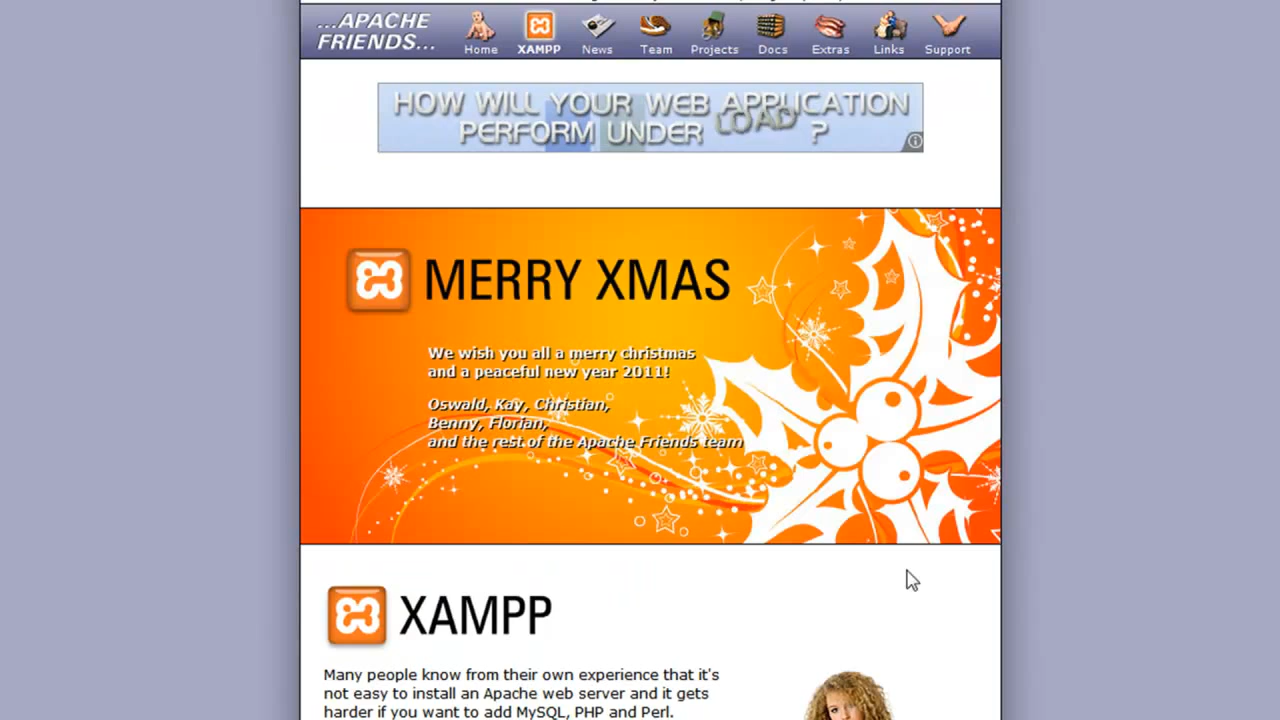 ...APACHE
FRIENDS...
Home
XAMPP
News
Team
Projects
Docs
Extras
Links
Support
HOW WILL YOUR WEB APPLICATION
PERFORM UNDER LOAD ?
MERRY XMAS
We wish you all a merry christmas
and a peaceful new year 2011!
Oswald, Kay, Christian,
Benny, Florian,
and the rest of the Apache Friends team
XAMPP
Many people know from their own experience that it's
not easy to install an Apache web server and it gets
harder if you want to add MySQL, PHP and Perl.